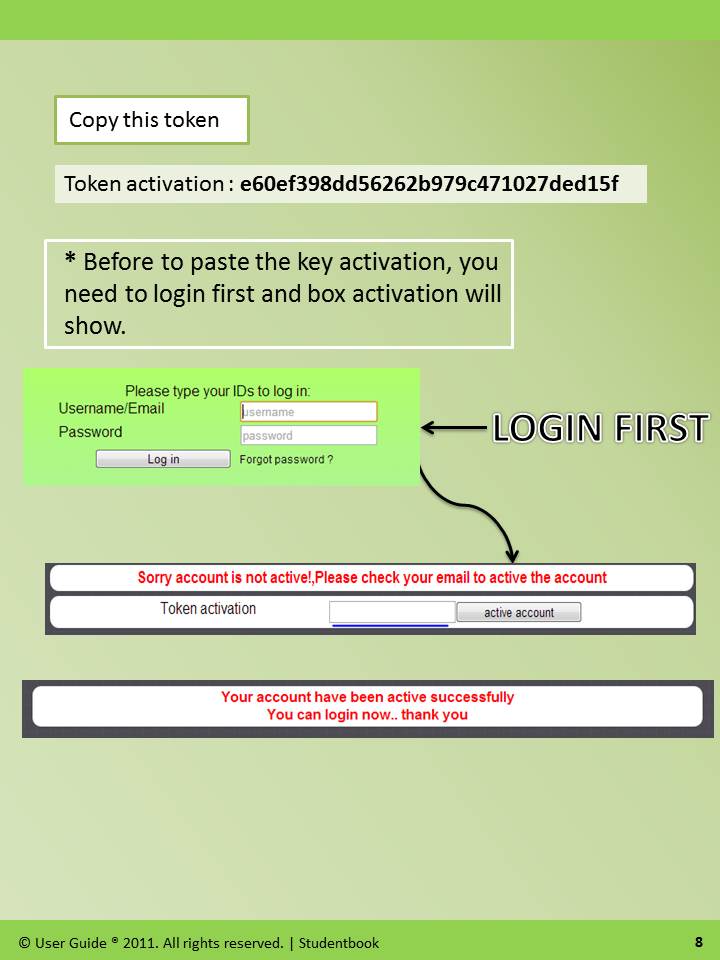 Copy this token
Token activation : e60ef398dd56262b979c471027ded15f
* Before to paste the key activation, you
need to login first and box activation will
show.
Please type your IDs to log in:
Username/Email username
Password password
Log in Forgot password ?
LOGIN FIRST
Sorry account is not active!,Please check your email to active the account
Token activation active account
Your account have been active successfully
You can login now.. thank you
© User Guide ® 2011. All rights reserved. | Studentbook 8